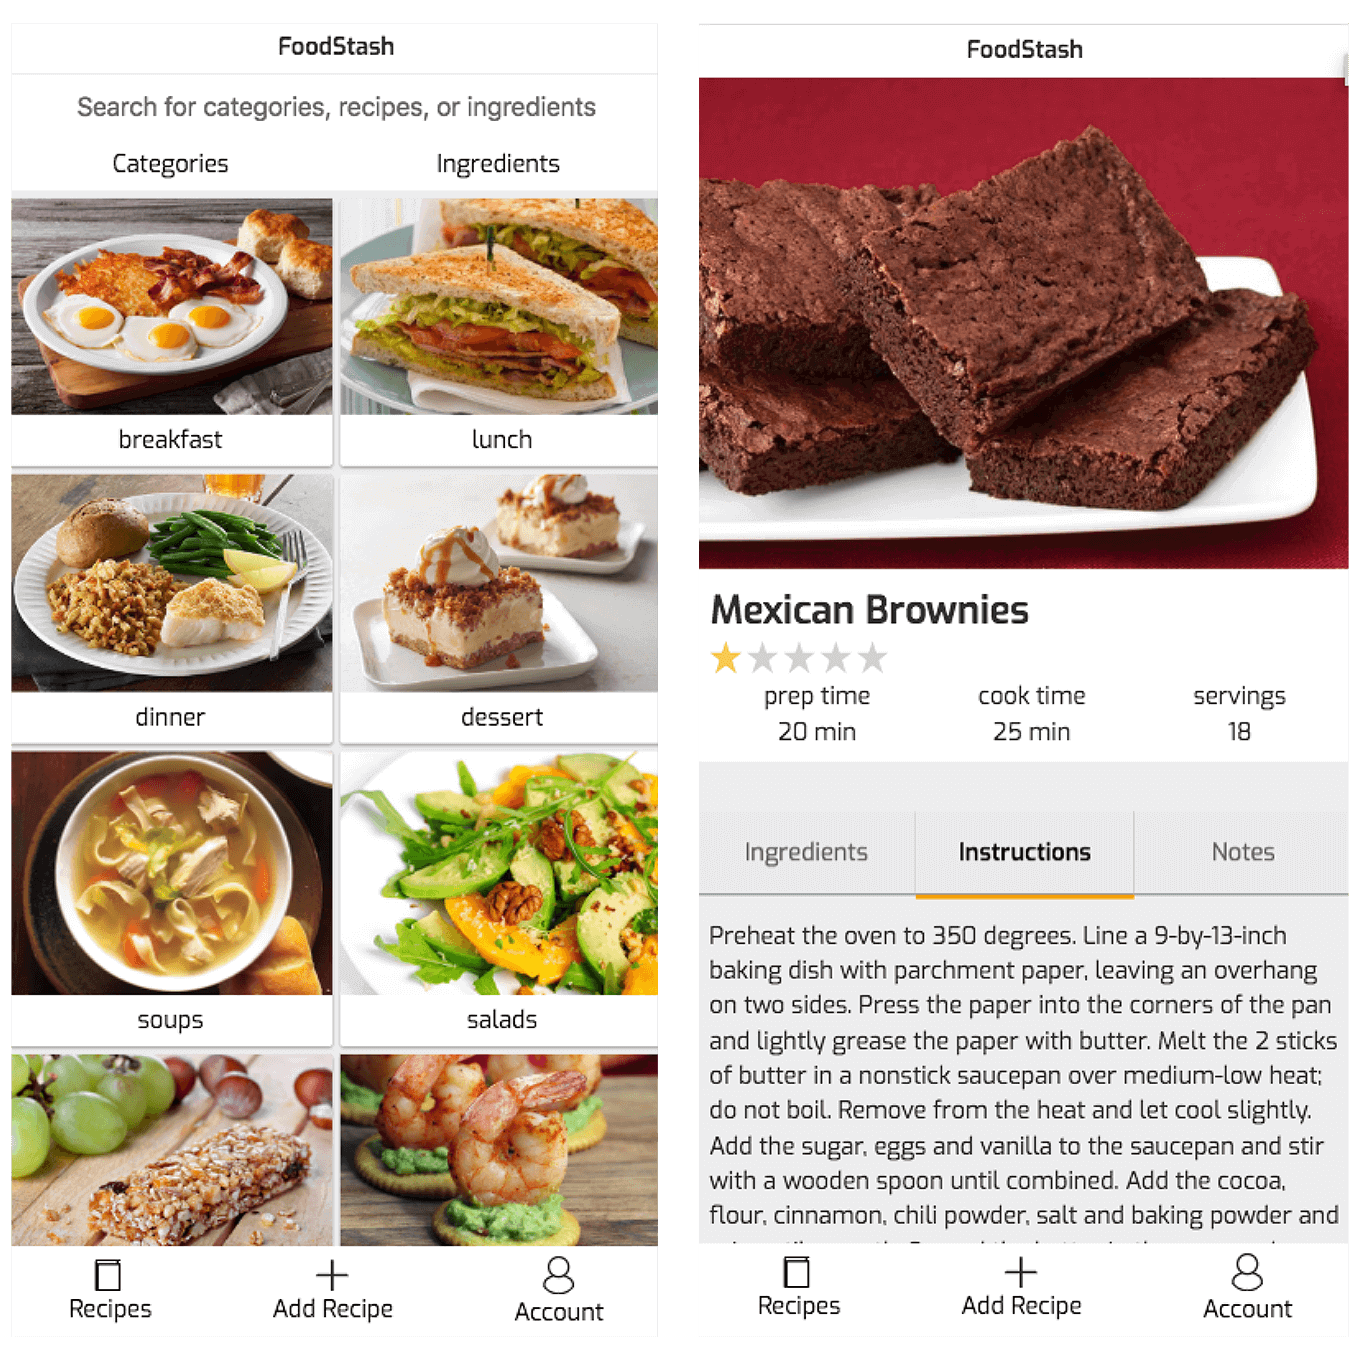 FoodStash
Search for categories, recipes, or ingredients
Categories
Ingredients
breakfast
lunch
dinner
dessert
soups
salads
Recipes
Add Recipe
Account
FoodStash
Mexican Brownies
prep time
cook time
servings
20 min
25 min
18
Ingredients
Instructions
Notes
Preheat the oven to 350 degrees. Line a 9-by-13-inch
baking dish with parchment paper, leaving an overhang
on two sides. Press the paper into the corners of the pan
and lightly grease the paper with butter. Melt the 2 sticks
of butter in a nonstick saucepan over medium-low heat;
do not boil. Remove from the heat and let cool slightly.
Add the sugar, eggs and vanilla to the saucepan and stir
with a wooden spoon until combined. Add the cocoa,
flour, cinnamon, chili powder, salt and baking powder and
Recipes
Add Recipe
Account